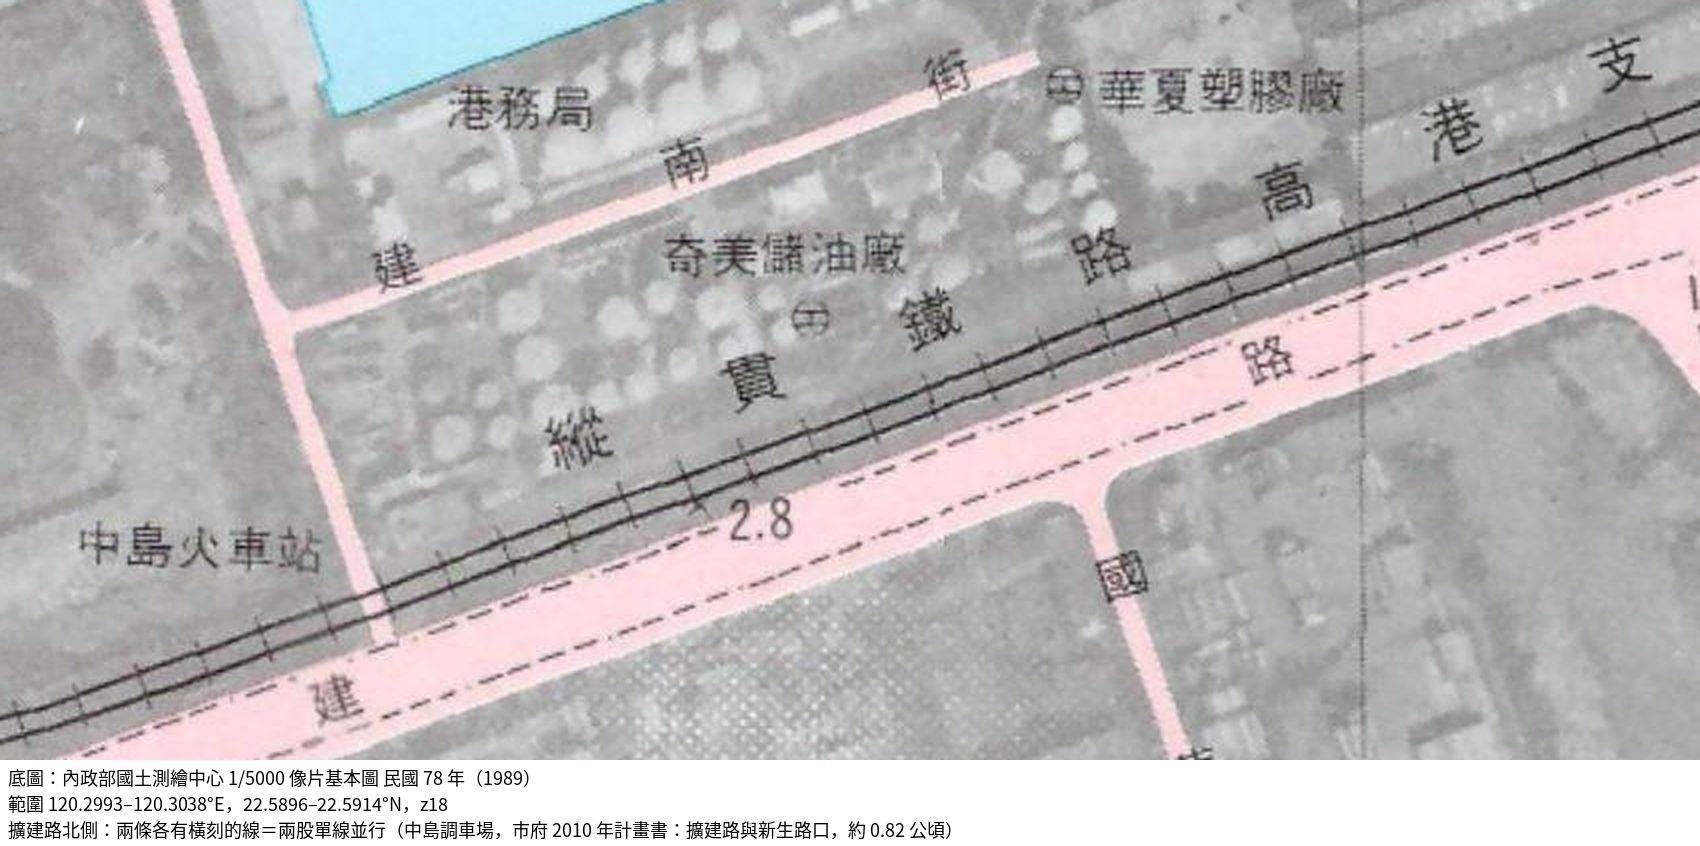 港務局
建南街
華夏塑膠廠
奇美儲油廠
縱貫鐵路高港支
中島火車站
2.8
建路
國
底圖：內政部國土測繪中心 1/5000 像片基本圖 民國 78 年（1989）
範圍 120.2993–120.3038°E，22.5896–22.5914°N，z18
擴建路北側：兩條各有橫刻的線＝兩股單線並行（中島調車場，市府 2010 年計畫書：擴建路與新生路口，約 0.82 公頃）